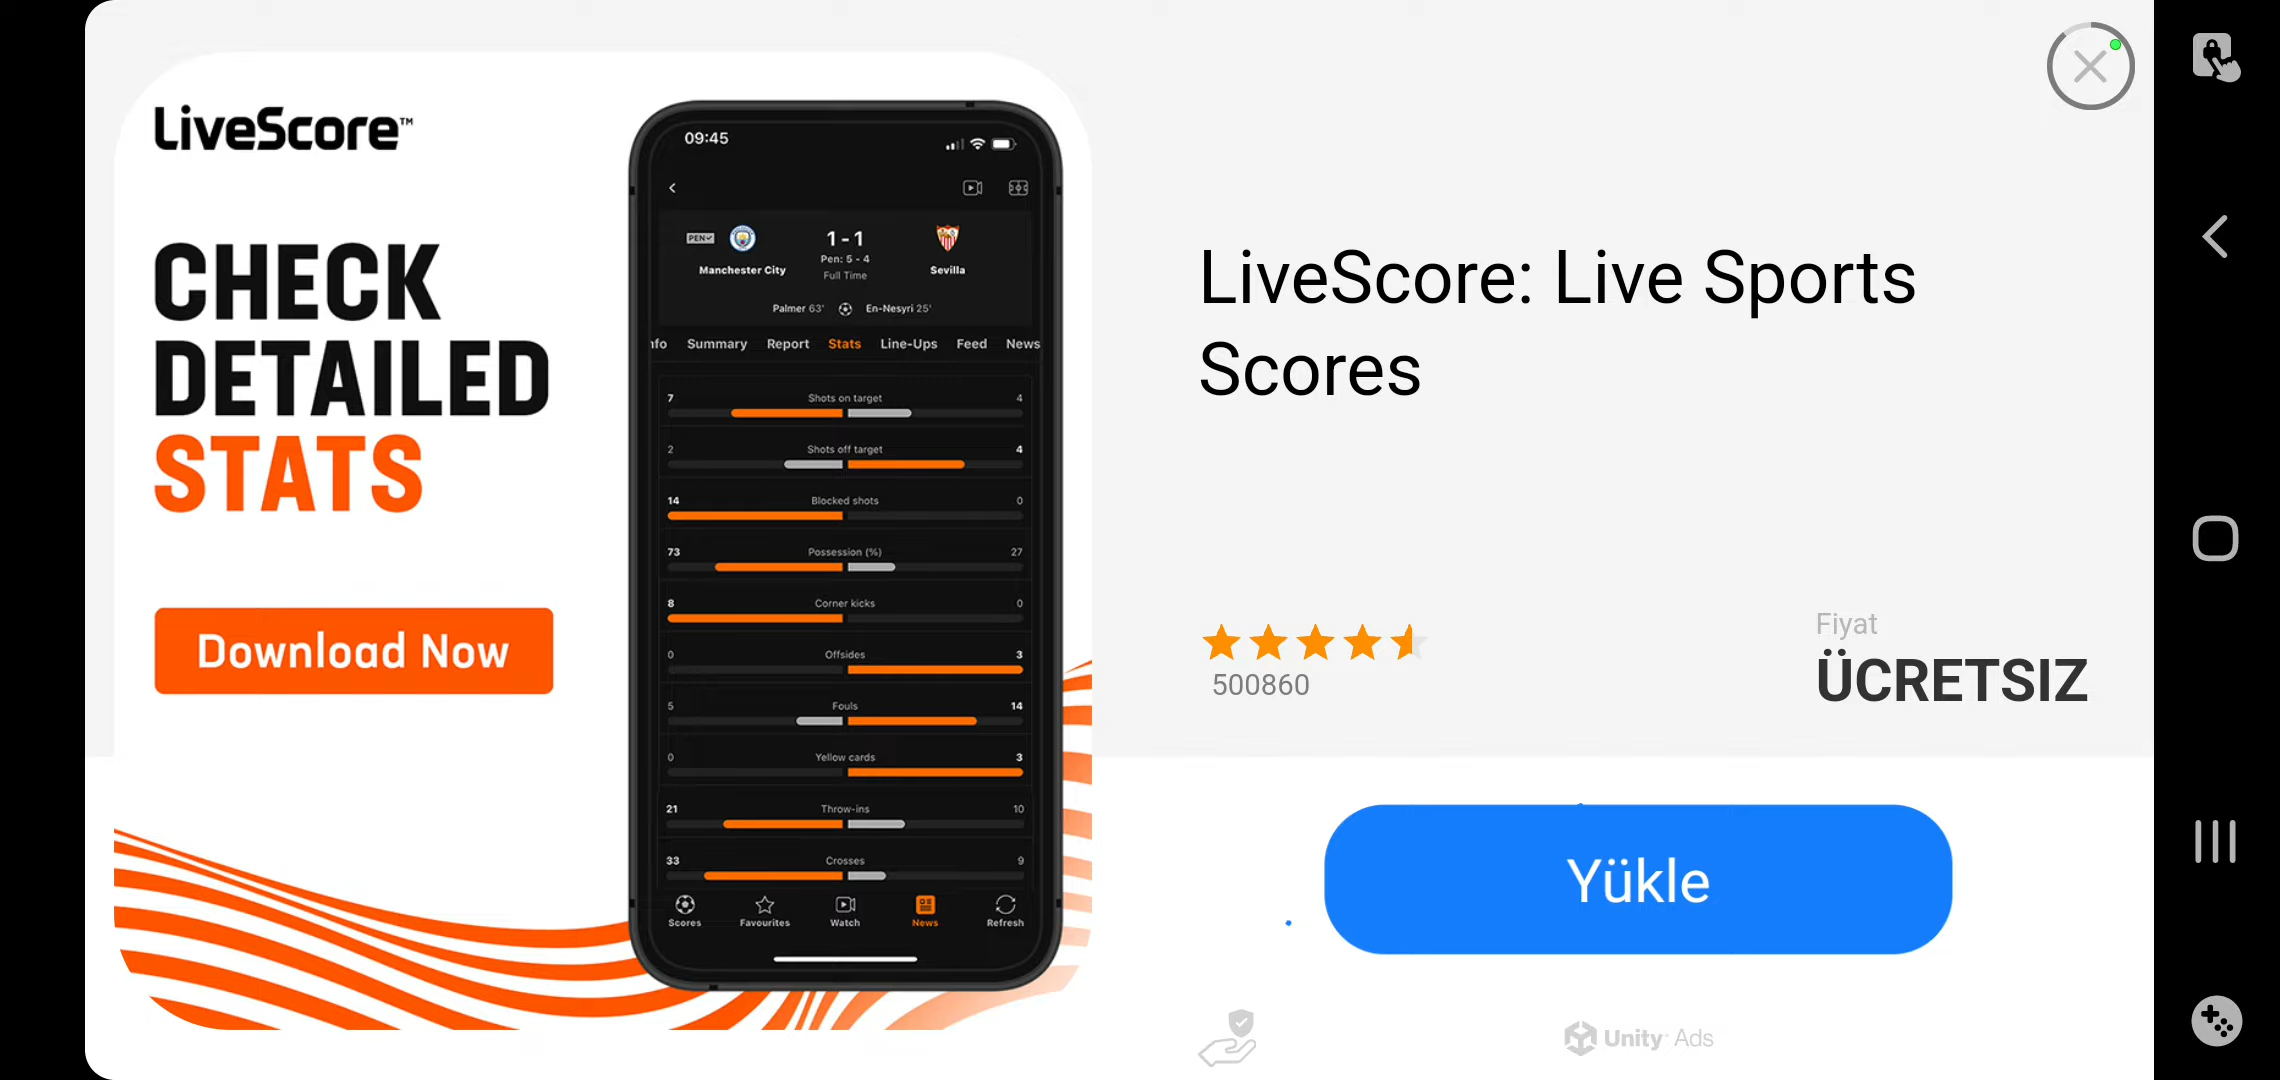 LiveScore™
CHECK
DETAILED
STATS
Download Now
09:45
PEN✓
1 - 1
Pen: 5 - 4
Full Time
Manchester City
Sevilla
Palmer 63'
En-Nesyri 25'
nfo Summary Report Stats Line-Ups Feed News
7 Shots on target 4
2 Shots off target 4
14 Blocked shots 0
73 Possession (%) 27
8 Corner kicks 0
0 Offsides 3
5 Fouls 14
0 Yellow cards 3
21 Throw-ins 10
33 Crosses 9
Scores Favourites Watch News Refresh
LiveScore: Live Sports
Scores
500860
Fiyat
ÜCRETSIZ
Yükle
Unity Ads